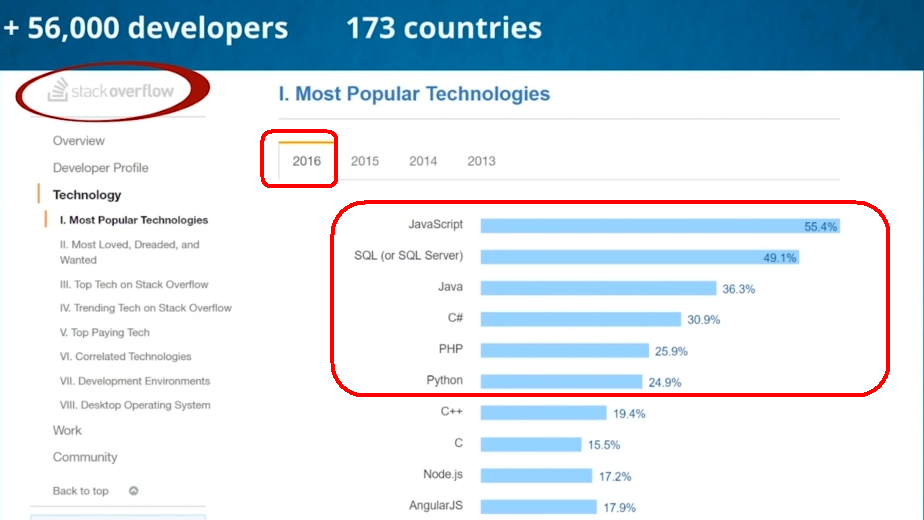 + 56,000 developers 173 countries
stackoverflow
Overview
Developer Profile
Technology
I. Most Popular Technologies
II. Most Loved, Dreaded, and
Wanted
III. Top Tech on Stack Overflow
IV. Trending Tech on Stack Overflow
V. Top Paying Tech
VI. Correlated Technologies
VII. Development Environments
VIII. Desktop Operating System
Work
Community
Back to top
I. Most Popular Technologies
2016 2015 2014 2013
JavaScript 55.4%
SQL (or SQL Server) 49.1%
Java 36.3%
C# 30.9%
PHP 25.9%
Python 24.9%
C++ 19.4%
C 15.5%
Node.js 17.2%
AngularJS 17.9%